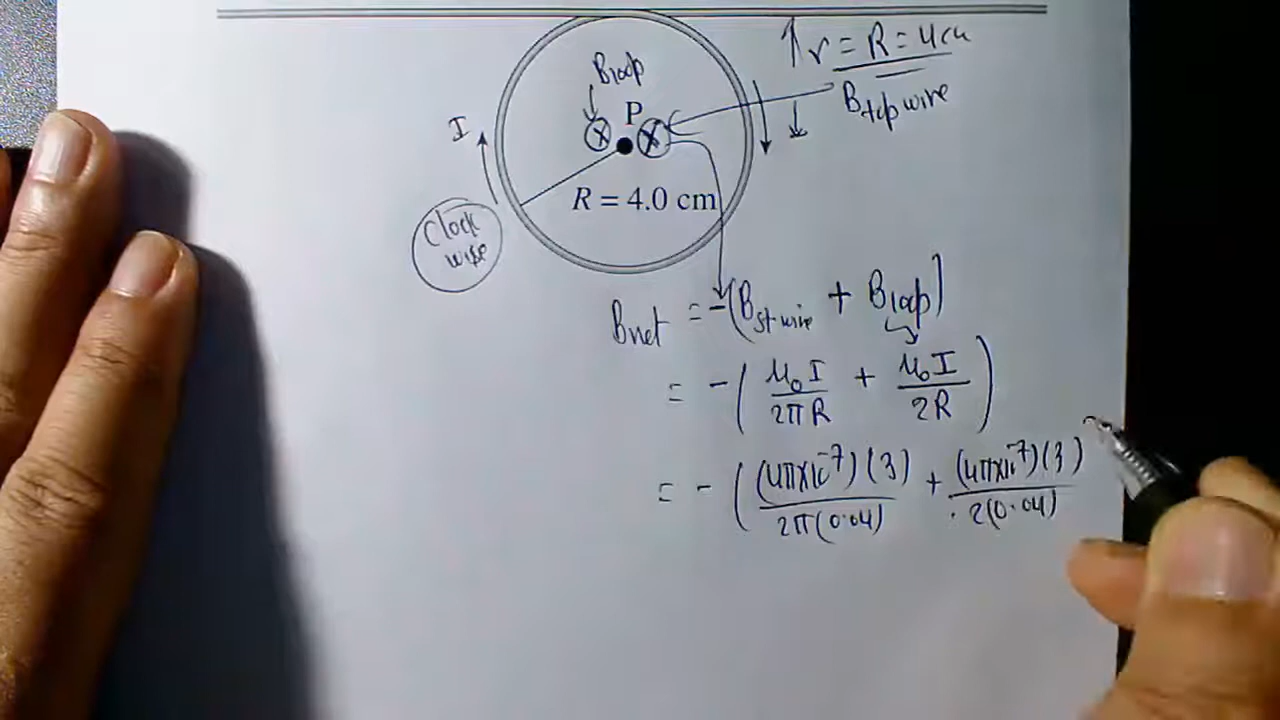 ↑ r = R = 4cm
Bloop
B top wire
P
I
R = 4.0 cm
Clock
wise
Bnet = -(Bst wire + Bloop)
= -( μ₀I / 2πR + μ₀I / 2R )
= -( (4π×10⁻⁷)(3) / 2π(0.04) + (4π×10⁻⁷)(3) / 2(0.04)